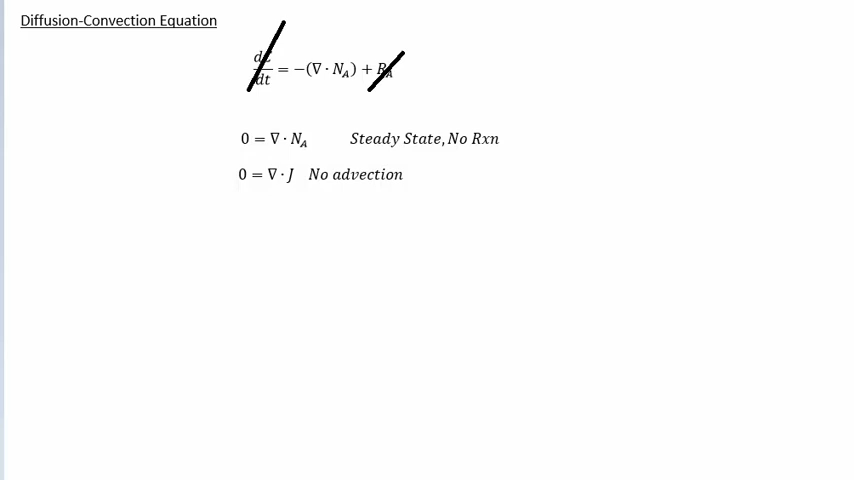 Diffusion-Convection Equation
dC/dt = −(∇ · N_A) + R_A
0 = ∇ · N_A Steady State, No Rxn
0 = ∇ · J No advection